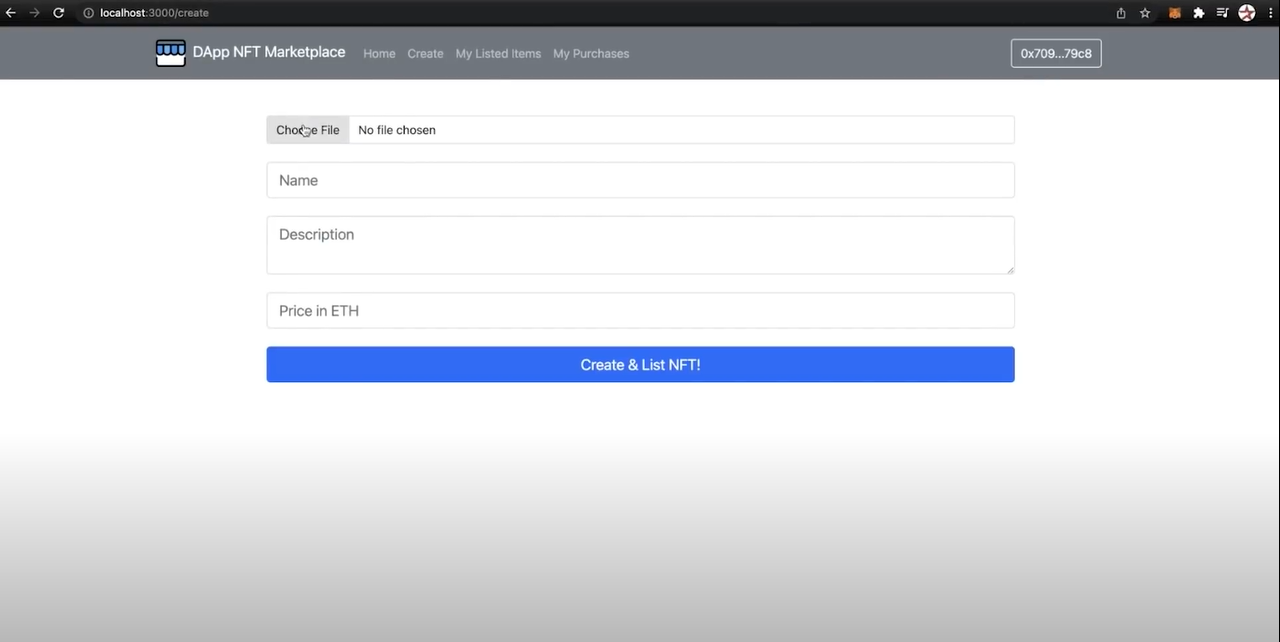 localhost:3000/create
DApp NFT Marketplace Home Create My Listed Items My Purchases 0x709...79c8
Choose File No file chosen
Name
Description
Price in ETH
Create & List NFT!